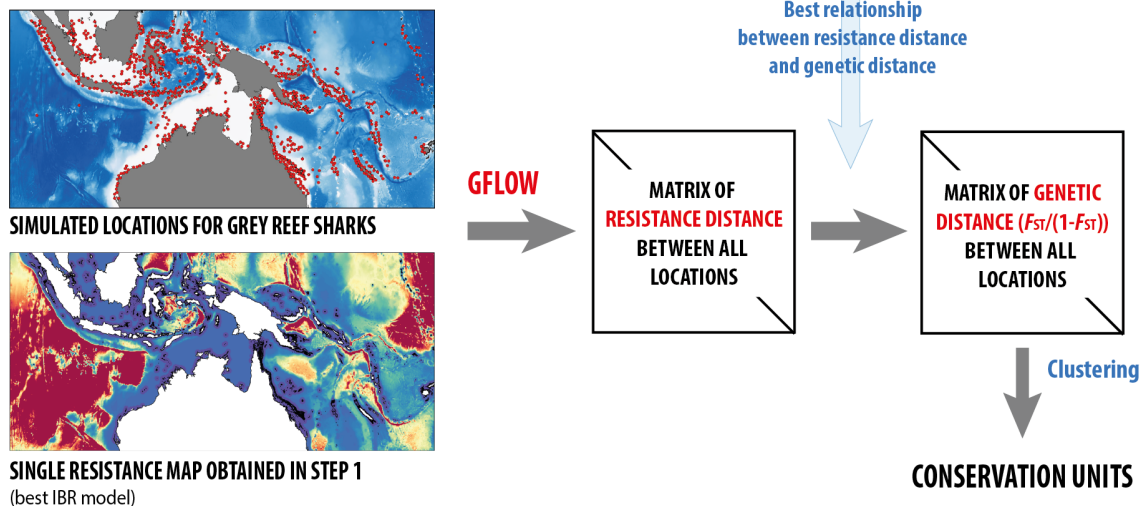 SIMULATED LOCATIONS FOR GREY REEF SHARKS
SINGLE RESISTANCE MAP OBTAINED IN STEP 1
(best IBR model)
GFLOW
MATRIX OF
RESISTANCE DISTANCE
BETWEEN ALL
LOCATIONS
Best relationship
between resistance distance
and genetic distance
MATRIX OF GENETIC
DISTANCE (FST/(1-FST))
BETWEEN ALL
LOCATIONS
Clustering
CONSERVATION UNITS